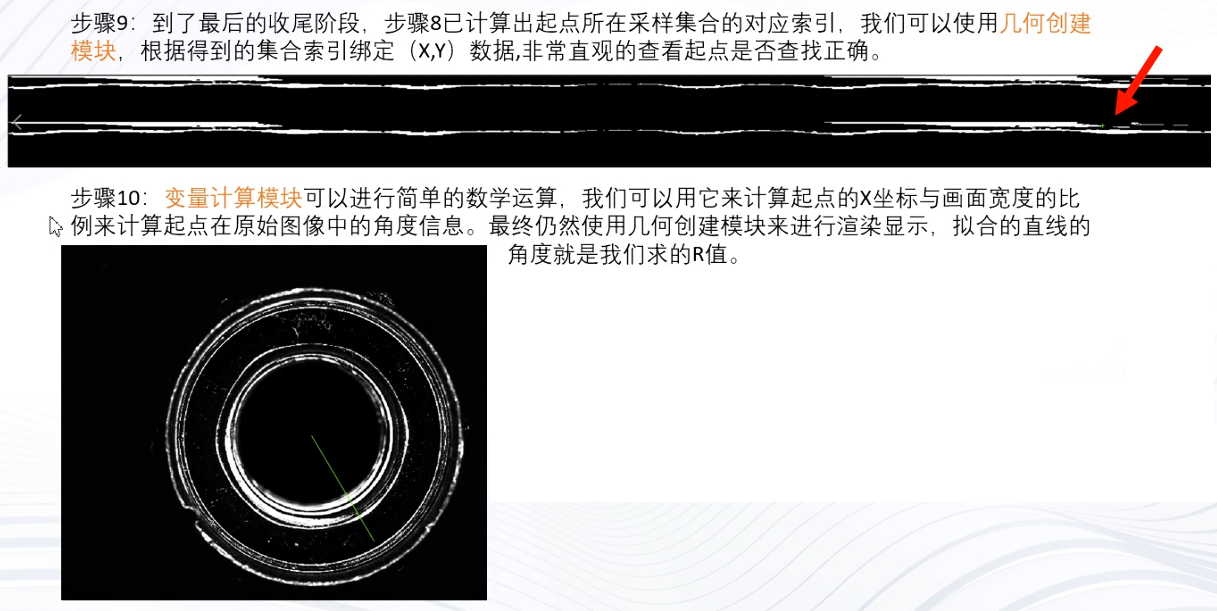 步骤9：到了最后的收尾阶段，步骤8已计算出起点所在采样集合的对应索引，我们可以使用几何创建
模块，根据得到的集合索引绑定（X,Y）数据,非常直观的查看起点是否查找正确。
步骤10：变量计算模块可以进行简单的数学运算，我们可以用它来计算起点的X坐标与画面宽度的比
例来计算起点在原始图像中的角度信息。最终仍然使用几何创建模块来进行渲染显示，拟合的直线的
角度就是我们求的R值。